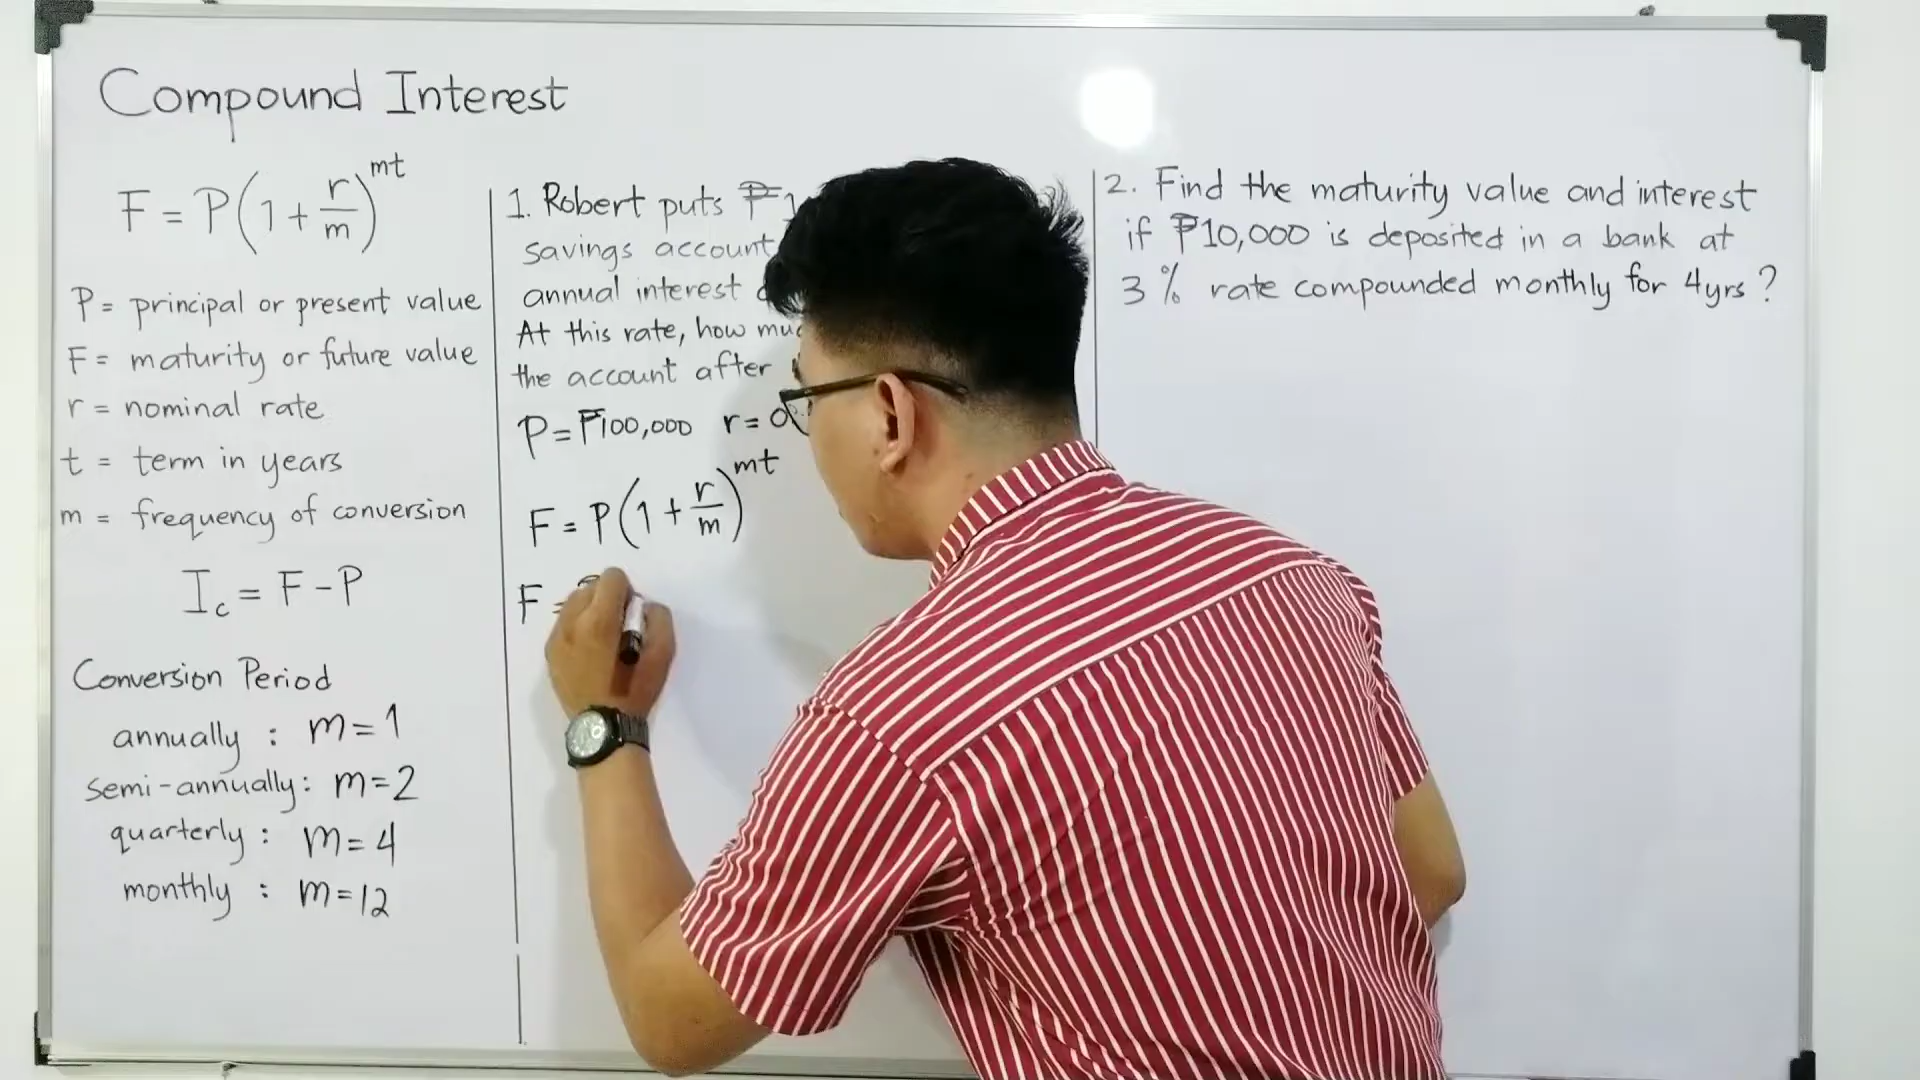 Compound Interest
F = P(1 + r/m)^mt
P = principal or present value
F = maturity or future value
r = nominal rate
t = term in years
m = frequency of conversion
I_c = F - P
Conversion Period
annually : m = 1
semi-annually : m = 2
quarterly : m = 4
monthly : m = 12
1. Robert puts ₱
savings account
annual interest
At this rate, how
the account after
P = ₱100,000 r = 0
F = P(1 + r/m)^mt
F =
2. Find the maturity value and interest
if ₱10,000 is deposited in a bank at
3% rate compounded monthly for 4yrs?